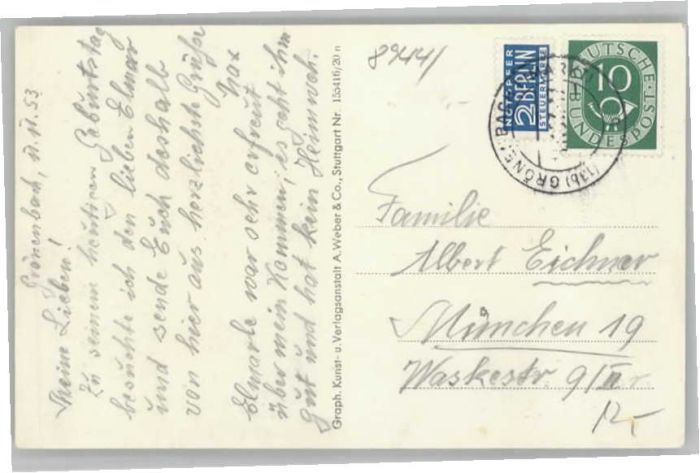 Grönenbach, 11.11.53
Meine Lieben!
Zu seinem heutigen Geburtstag
besuchte ich den lieben Elmar
und sende Euch deshalb
von hier aus herzlichste Grüße
Max
Elmarle war sehr erfreut
über mein Kommen, es geht ihm
gut und hat kein Heimweh.
Graph. Kunst- u. Verlagsanstalt A. Weber & Co., Stuttgart Nr. 155416/20 n
8944/
NOTOPFER
2 BERLIN
STEUERMARKE
DEUTSCHE
10
BUNDESPOST
(13b) GRÖNENBACH
Familie
Albert Eichner
München 19
Waskestr. 9/II r.
12,-